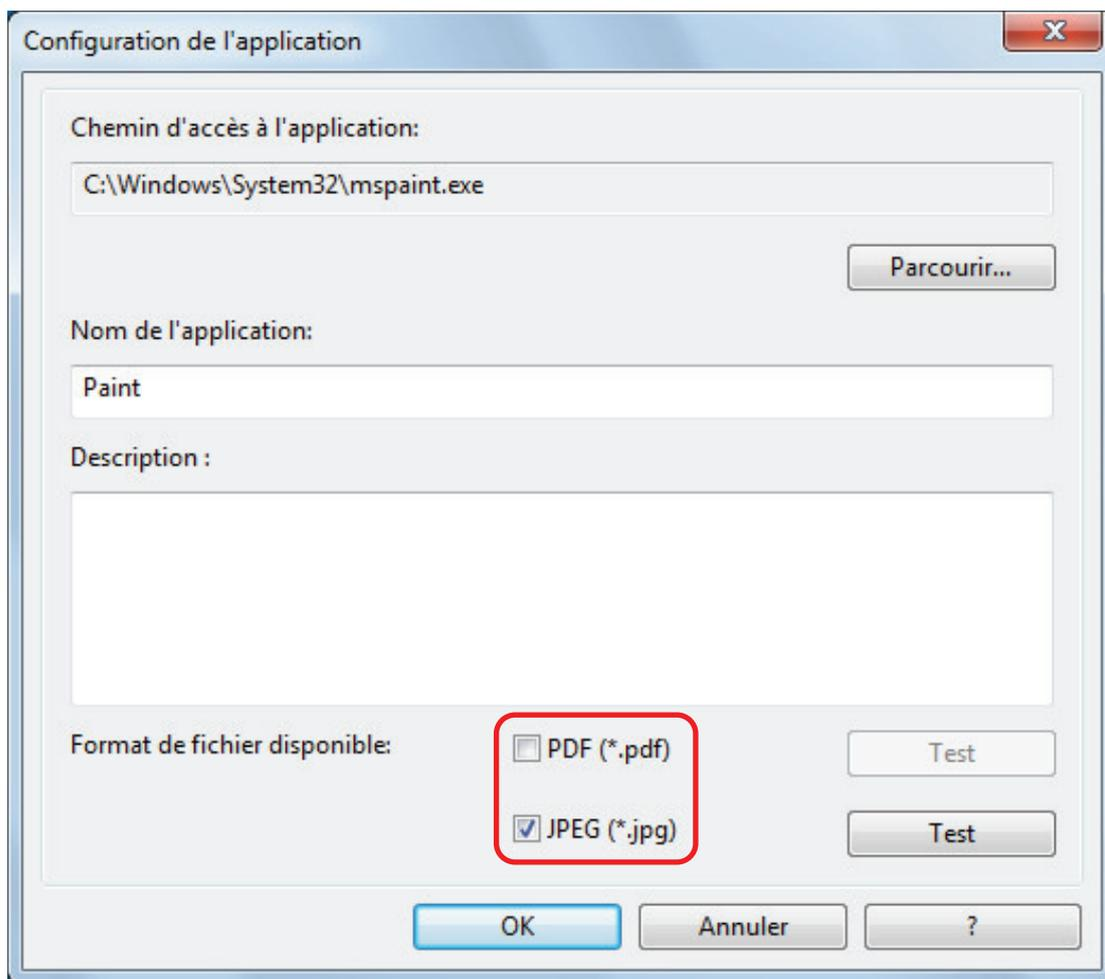 Configuration de l'application
Chemin d'accès à l'application:
C:\Windows\System32\mspaint.exe
Parcourir...
Nom de l'application:
Paint
Description :
Format de fichier disponible:
PDF (*.pdf)
Test
JPEG (*.jpg)
Test
OK
Annuler
?